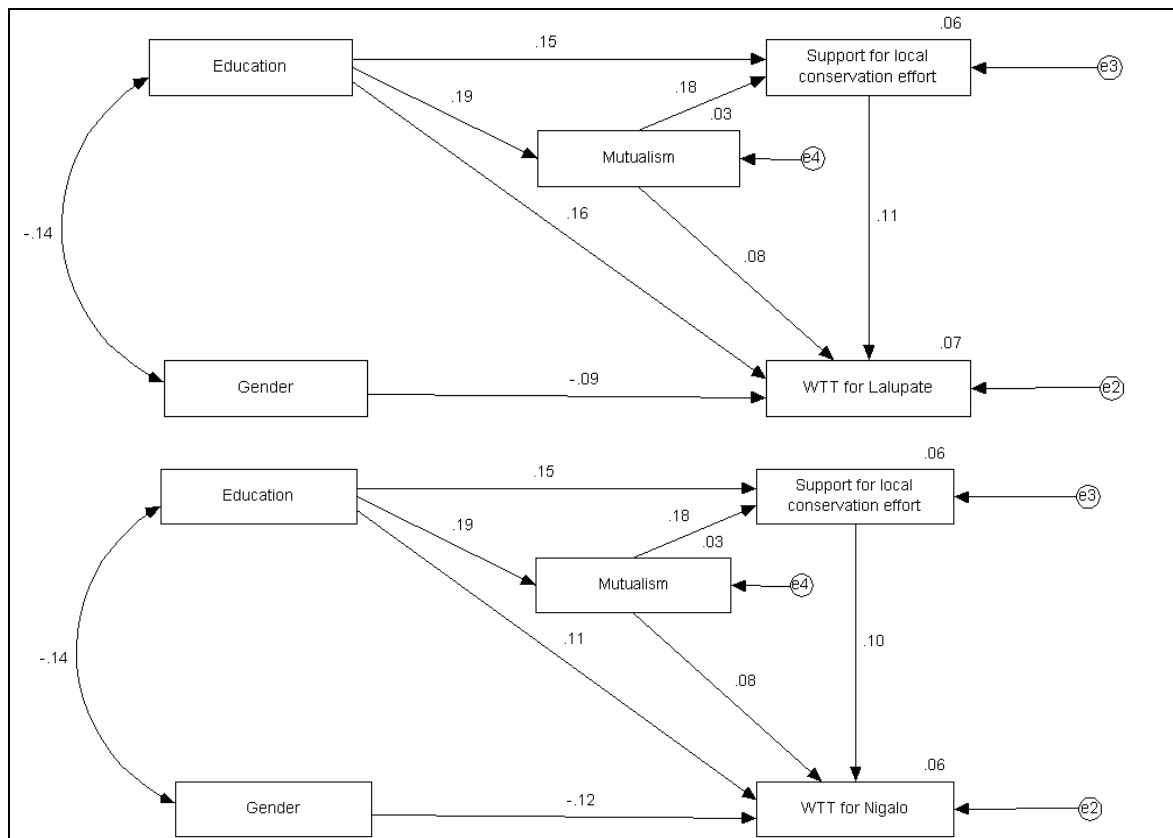 .06
.15
Education
Support for local
conservation effort
e3
.19
.18
.03
Mutualism
e4
.16
-.14
.11
.08
.07
Gender
-.09
WTT for Lalupate
e2
.06
.15
Education
Support for local
conservation effort
e3
.19
.18
.03
Mutualism
e4
.11
-.14
.10
.08
.06
Gender
-.12
WTT for Nigalo
e2